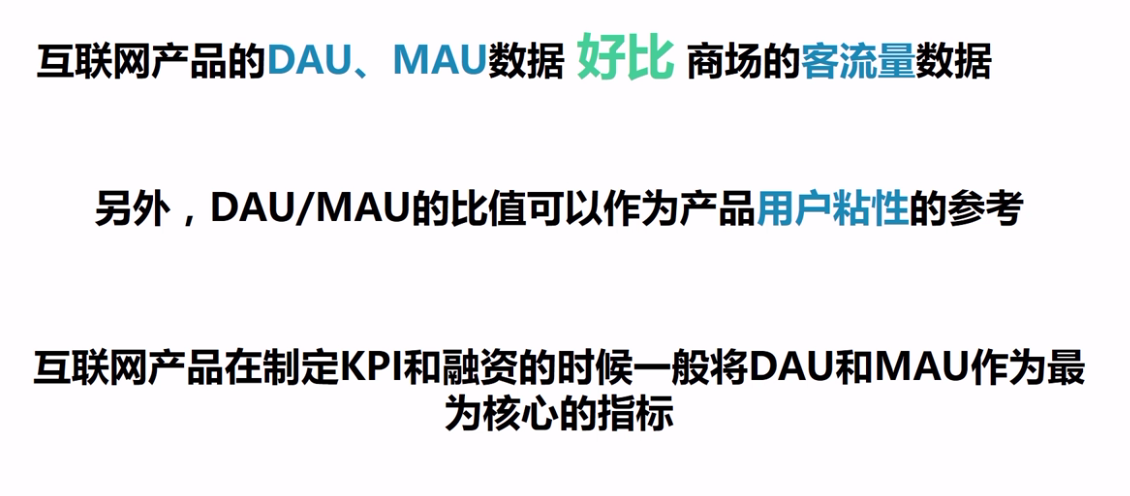 互联网产品的DAU、MAU数据 好比 商场的客流量数据
另外，DAU/MAU的比值可以作为产品用户粘性的参考
互联网产品在制定KPI和融资的时候一般将DAU和MAU作为最
为核心的指标